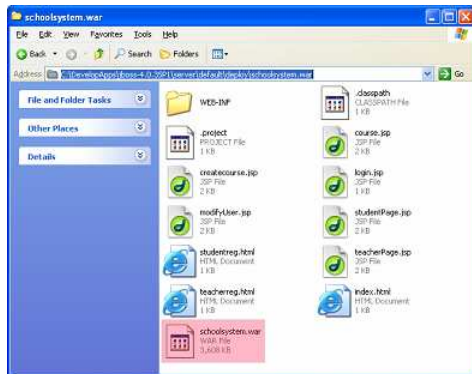 schoolsystem.war
File Edit View Favorites Tools Help
Back Search Folders
Address C:\DevelopApps\jboss-4.0.3SP1\server\default\deploy\schoolsystem.war Go
File and Folder Tasks
Other Places
Details
WEB-INF
.classpath
CLASSPATH File
1 KB
.project
PROJECT File
1 KB
course.jsp
JSP File
2 KB
createcourse.jsp
JSP File
2 KB
login.jsp
JSP File
1 KB
modifyUser.jsp
JSP File
2 KB
studentPage.jsp
JSP File
2 KB
studentreg.html
HTML Document
1 KB
teacherPage.jsp
JSP File
2 KB
teacherreg.html
HTML Document
1 KB
index.html
HTML Document
1 KB
schoolsystem.war
WAR File
3,608 KB